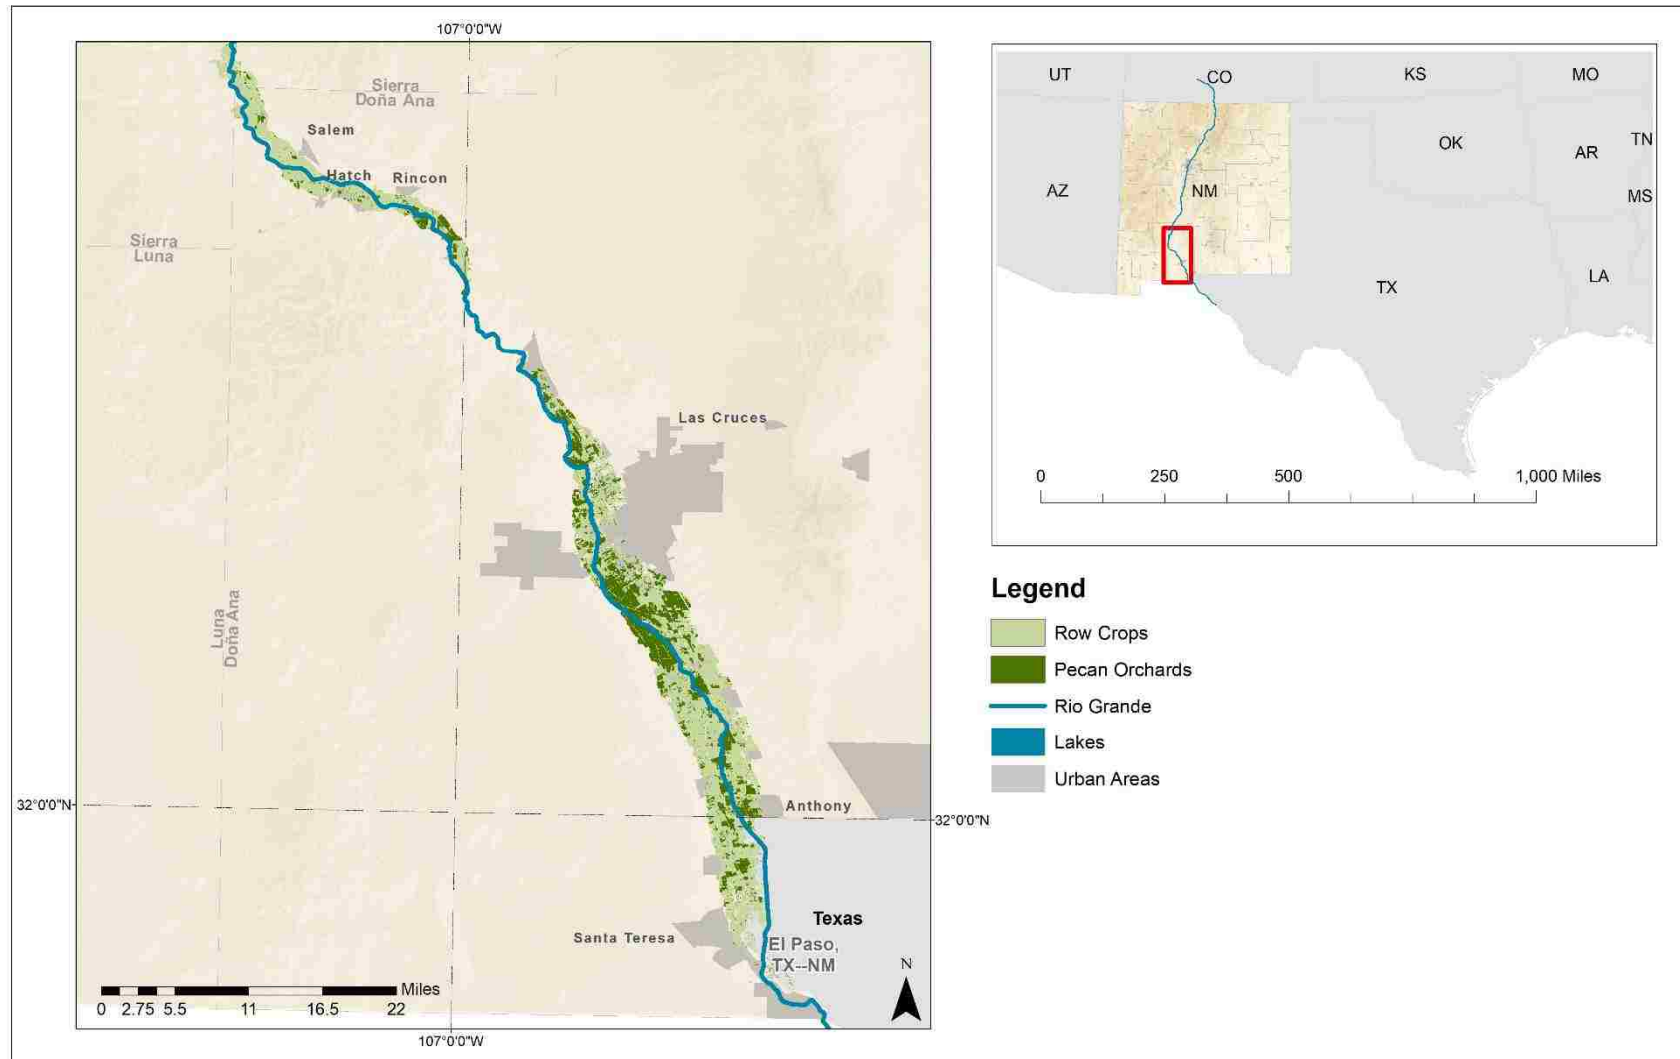 107°0'0"W
Sierra
Doña Ana
Salem
Hatch
Rincon
Sierra
Luna
Las Cruces
Luna
Doña Ana
32°0'0"N
Anthony
32°0'0"N
Texas
Santa Teresa
El Paso,
TX--NM
N
Miles
0 2.75 5.5 11 16.5 22
107°0'0"W
UT
CO
KS
MO
OK
TN
AR
AZ
NM
MS
TX
LA
0 250 500 1,000 Miles
Legend
Row Crops
Pecan Orchards
Rio Grande
Lakes
Urban Areas